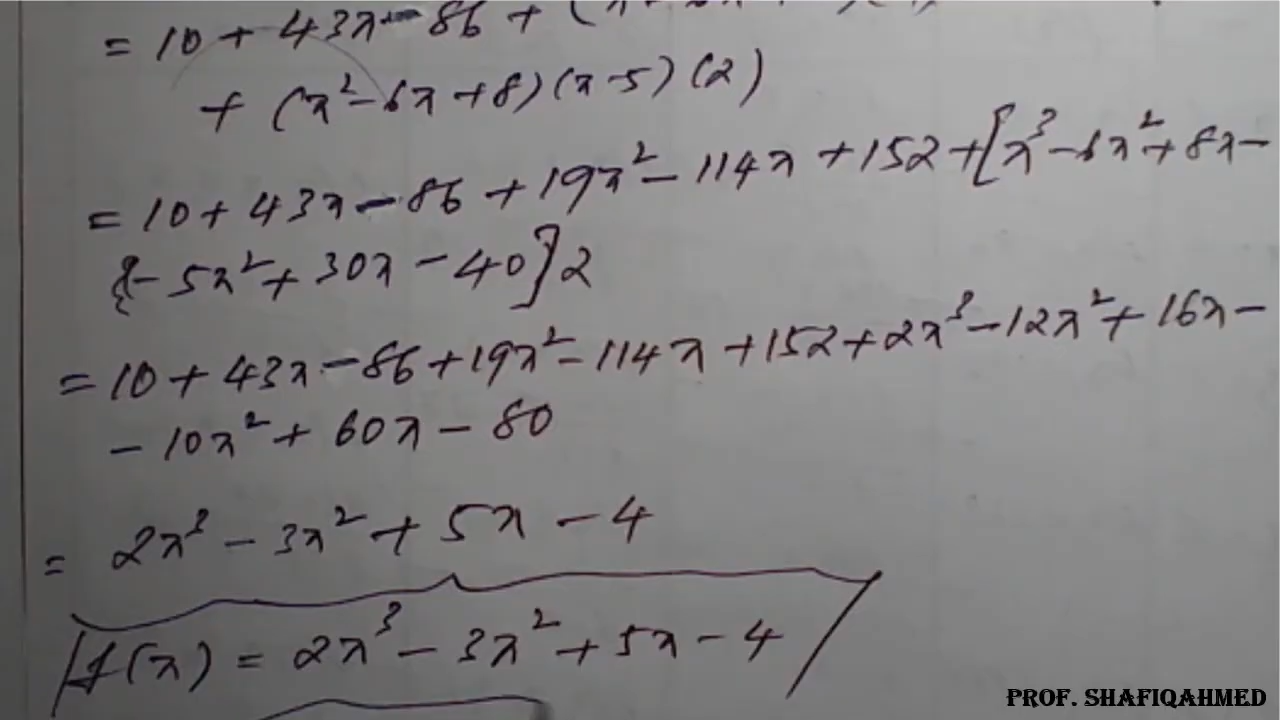 = 10 + 43x - 86 + (
+ (x² - 6x + 8) (x - 5) (2)
= 10 + 43x - 86 + 19x² - 114x + 152 + [x³ - 6x² + 8x -
{- 5x² + 30x - 40] 2
= 10 + 43x - 86 + 19x² - 114x + 152 + 2x³ - 12x² + 16x -
- 10x² + 60x - 80
= 2x³ - 3x² + 5x - 4
f(x) = 2x³ - 3x² + 5x - 4
PROF. SHAFIQAHMED